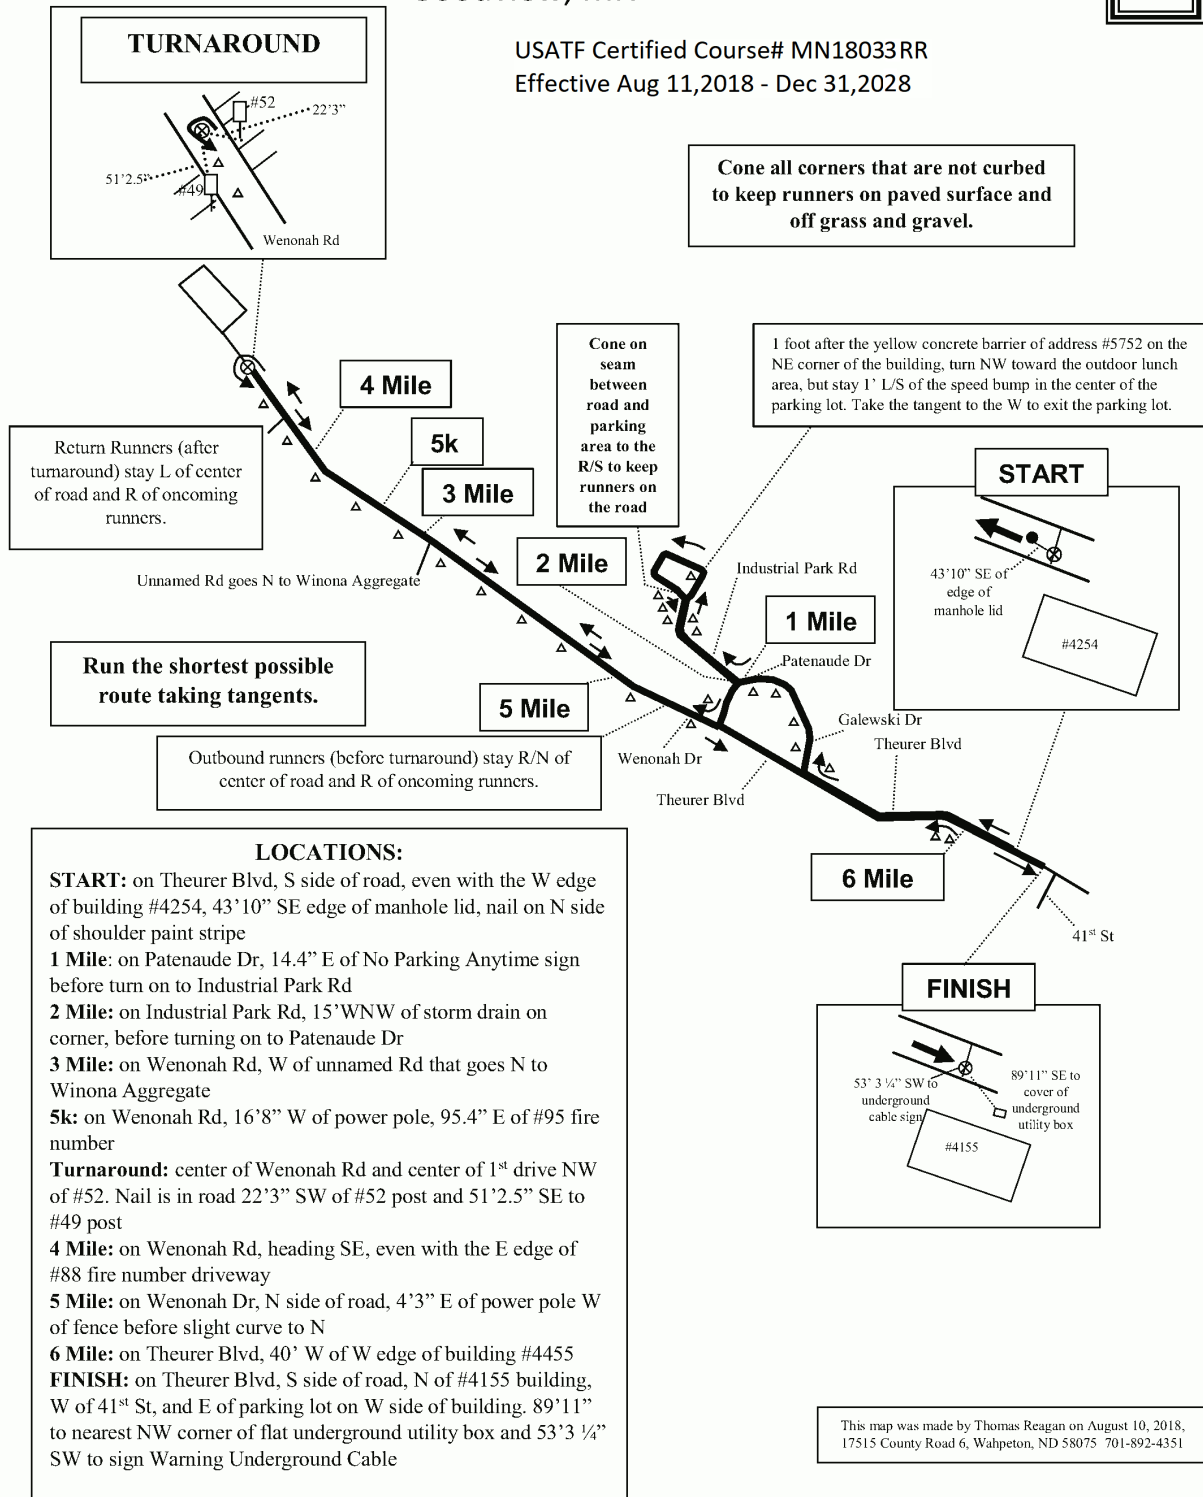 TURNAROUND
#52
22'3"
51'2.5"
#49
Wenonah Rd
USATF Certified Course# MN18033RR
Effective Aug 11,2018 - Dec 31,2028
Cone all corners that are not curbed
to keep runners on paved surface and
off grass and gravel.
Cone on
seam
between
road and
parking
area to the
R/S to keep
runners on
the road
1 foot after the yellow concrete barrier of address #5752 on the
NE corner of the building, turn NW toward the outdoor lunch
area, but stay 1' L/S of the speed bump in the center of the
parking lot. Take the tangent to the W to exit the parking lot.
4 Mile
5k
3 Mile
Return Runners (after
turnaround) stay L of center
of road and R of oncoming
runners.
START
43'10" SE of
edge of
manhole lid
#4254
2 Mile
Industrial Park Rd
Unnamed Rd goes N to Winona Aggregate
1 Mile
Patenaude Dr
Run the shortest possible
route taking tangents.
5 Mile
Galewski Dr
Theurer Blvd
Outbound runners (before turnaround) stay R/N of
center of road and R of oncoming runners.
Wenonah Dr
Theurer Blvd
6 Mile
41st St
LOCATIONS:
START: on Theurer Blvd, S side of road, even with the W edge
of building #4254, 43'10" SE edge of manhole lid, nail on N side
of shoulder paint stripe
1 Mile: on Patenaude Dr, 14.4" E of No Parking Anytime sign
before turn on to Industrial Park Rd
2 Mile: on Industrial Park Rd, 15'WNW of storm drain on
corner, before turning on to Patenaude Dr
3 Mile: on Wenonah Rd, W of unnamed Rd that goes N to
Winona Aggregate
5k: on Wenonah Rd, 16'8" W of power pole, 95.4" E of #95 fire
number
Turnaround: center of Wenonah Rd and center of 1st drive NW
of #52. Nail is in road 22'3" SW of #52 post and 51'2.5" SE to
#49 post
4 Mile: on Wenonah Rd, heading SE, even with the E edge of
#88 fire number driveway
5 Mile: on Wenonah Dr, N side of road, 4'3" E of power pole W
of fence before slight curve to N
6 Mile: on Theurer Blvd, 40' W of W edge of building #4455
FINISH: on Theurer Blvd, S side of road, N of #4155 building,
W of 41st St, and E of parking lot on W side of building. 89'11"
to nearest NW corner of flat underground utility box and 53'3 ¼"
SW to sign Warning Underground Cable
FINISH
53' 3 ¼" SW to
underground
cable sign
89'11" SE to
cover of
underground
utility box
#4155
This map was made by Thomas Reagan on August 10, 2018,
17515 County Road 6, Wahpeton, ND 58075 701-892-4351